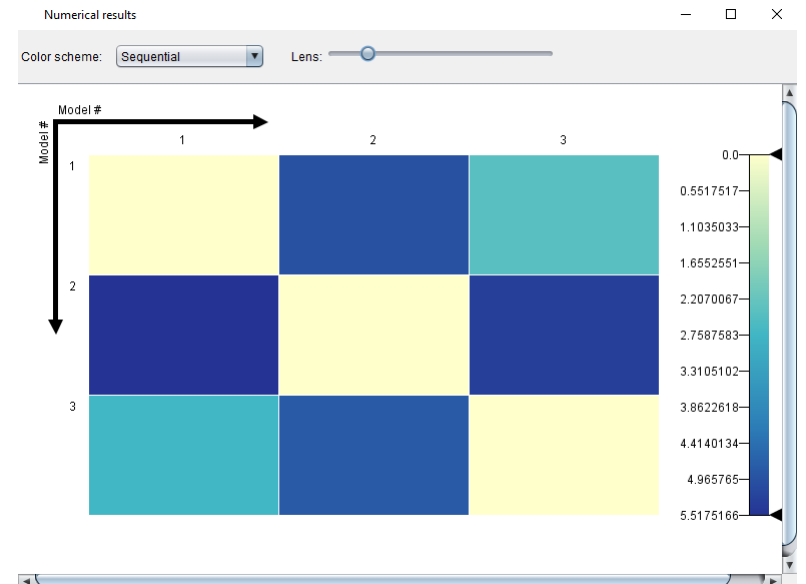 Numerical results
Color scheme: Sequential Lens:
Model #
Model #
1 2 3
1
2
3
0.0
0.5517517
1.1035033
1.6552551
2.2070067
2.7587583
3.3105102
3.8622618
4.4140134
4.965765
5.5175166